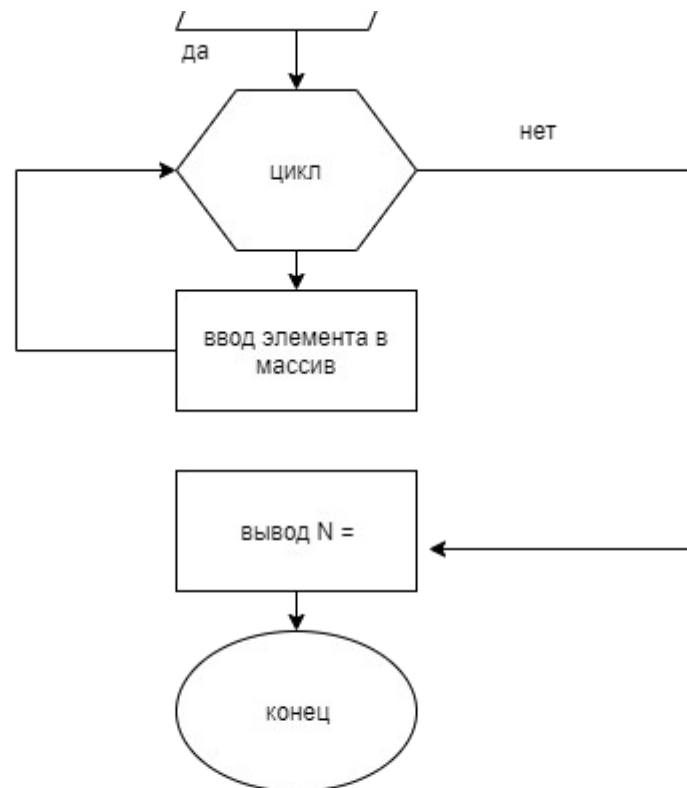 да
цикл
нет
ввод элемента в
массив
вывод N =
конец